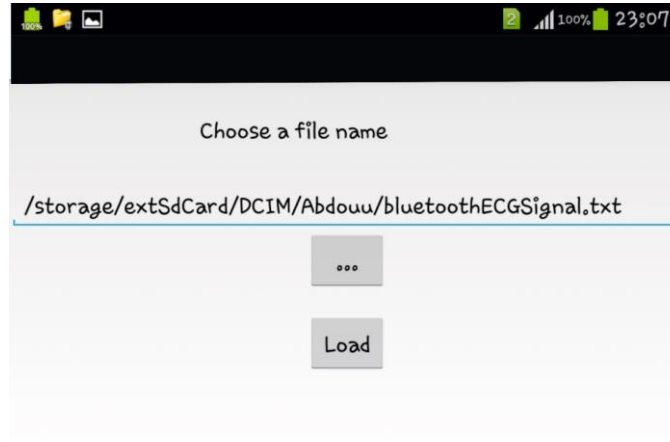 100%
2
100%
23:07
Choose a file name
/storage/extSdCard/DCIM/Abdouu/bluetoothECGSignal.txt
...
Load